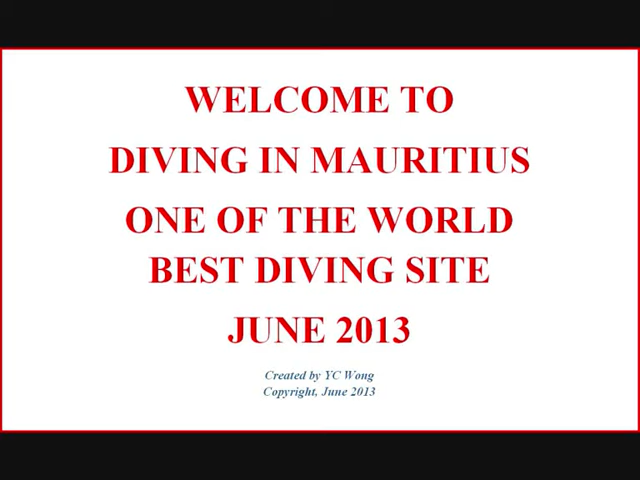 WELCOME TO
DIVING IN MAURITIUS
ONE OF THE WORLD
BEST DIVING SITE
JUNE 2013
Created by YC Wong
Copyright, June 2013